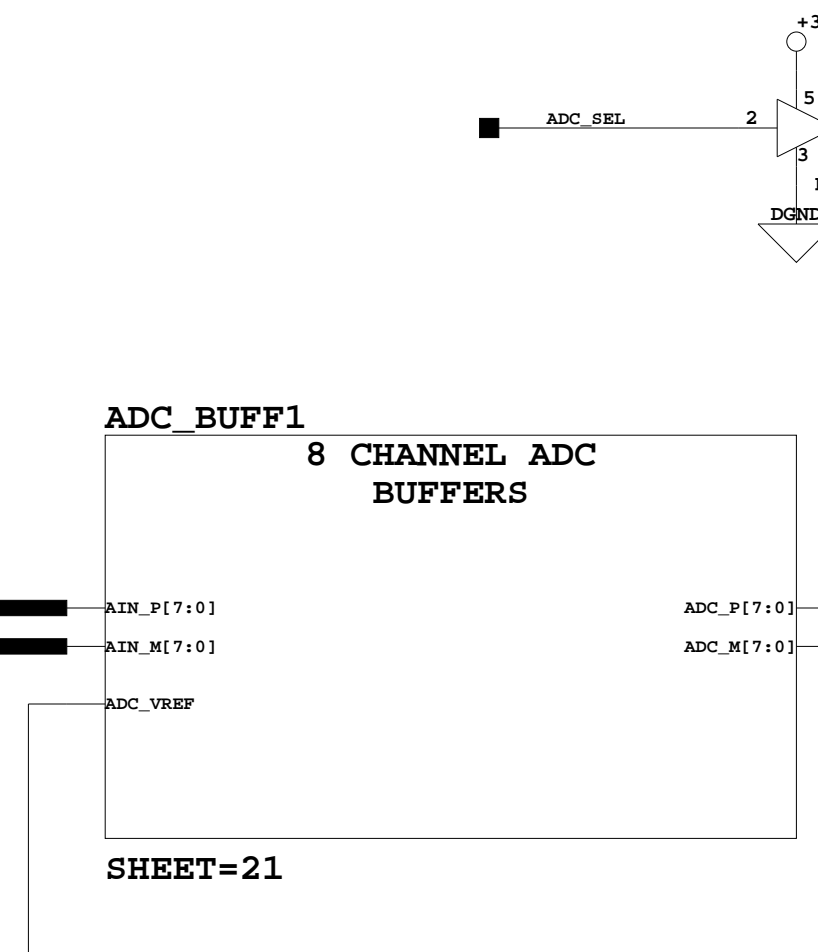 +3
5
ADC_SEL 2
3
DGND
ADC_BUFF1
8 CHANNEL ADC
BUFFERS
AIN_P[7:0] ADC_P[7:0]
AIN_M[7:0] ADC_M[7:0]
ADC_VREF
SHEET=21